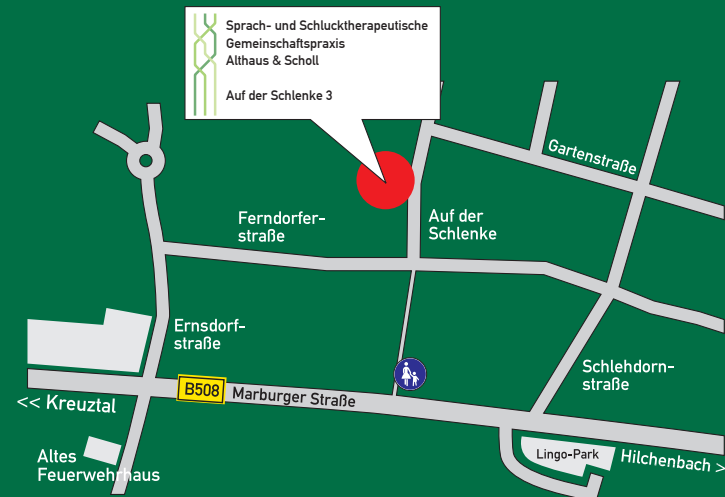 Sprach- und Schlucktherapeutische
Gemeinschaftspraxis
Althaus & Scholl
Auf der Schlenke 3
Gartenstraße
Ferndorfer-
straße
Auf der
Schlenke
Ernsdorf-
straße
Schlehdorn-
straße
B508
Marburger Straße
<< Kreuztal
Altes
Feuerwehrhaus
Lingo-Park
Hilchenbach >